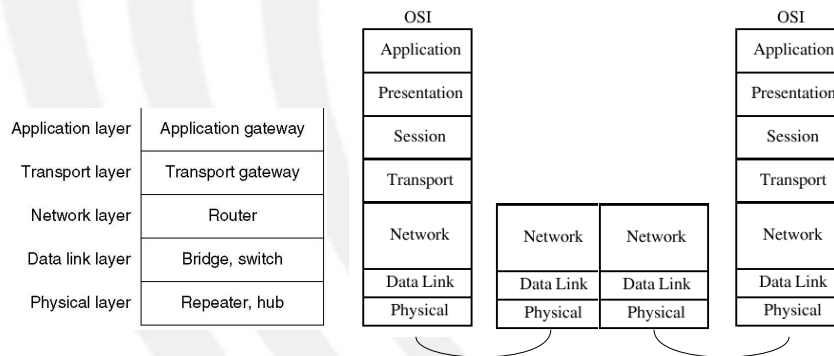 Application layer Application gateway
Transport layer Transport gateway
Network layer Router
Data link layer Bridge, switch
Physical layer Repeater, hub
OSI
Application
Presentation
Session
Transport
Network
Data Link
Physical
Network
Data Link
Physical
Network
Data Link
Physical
OSI
Application
Presentation
Session
Transport
Network
Data Link
Physical